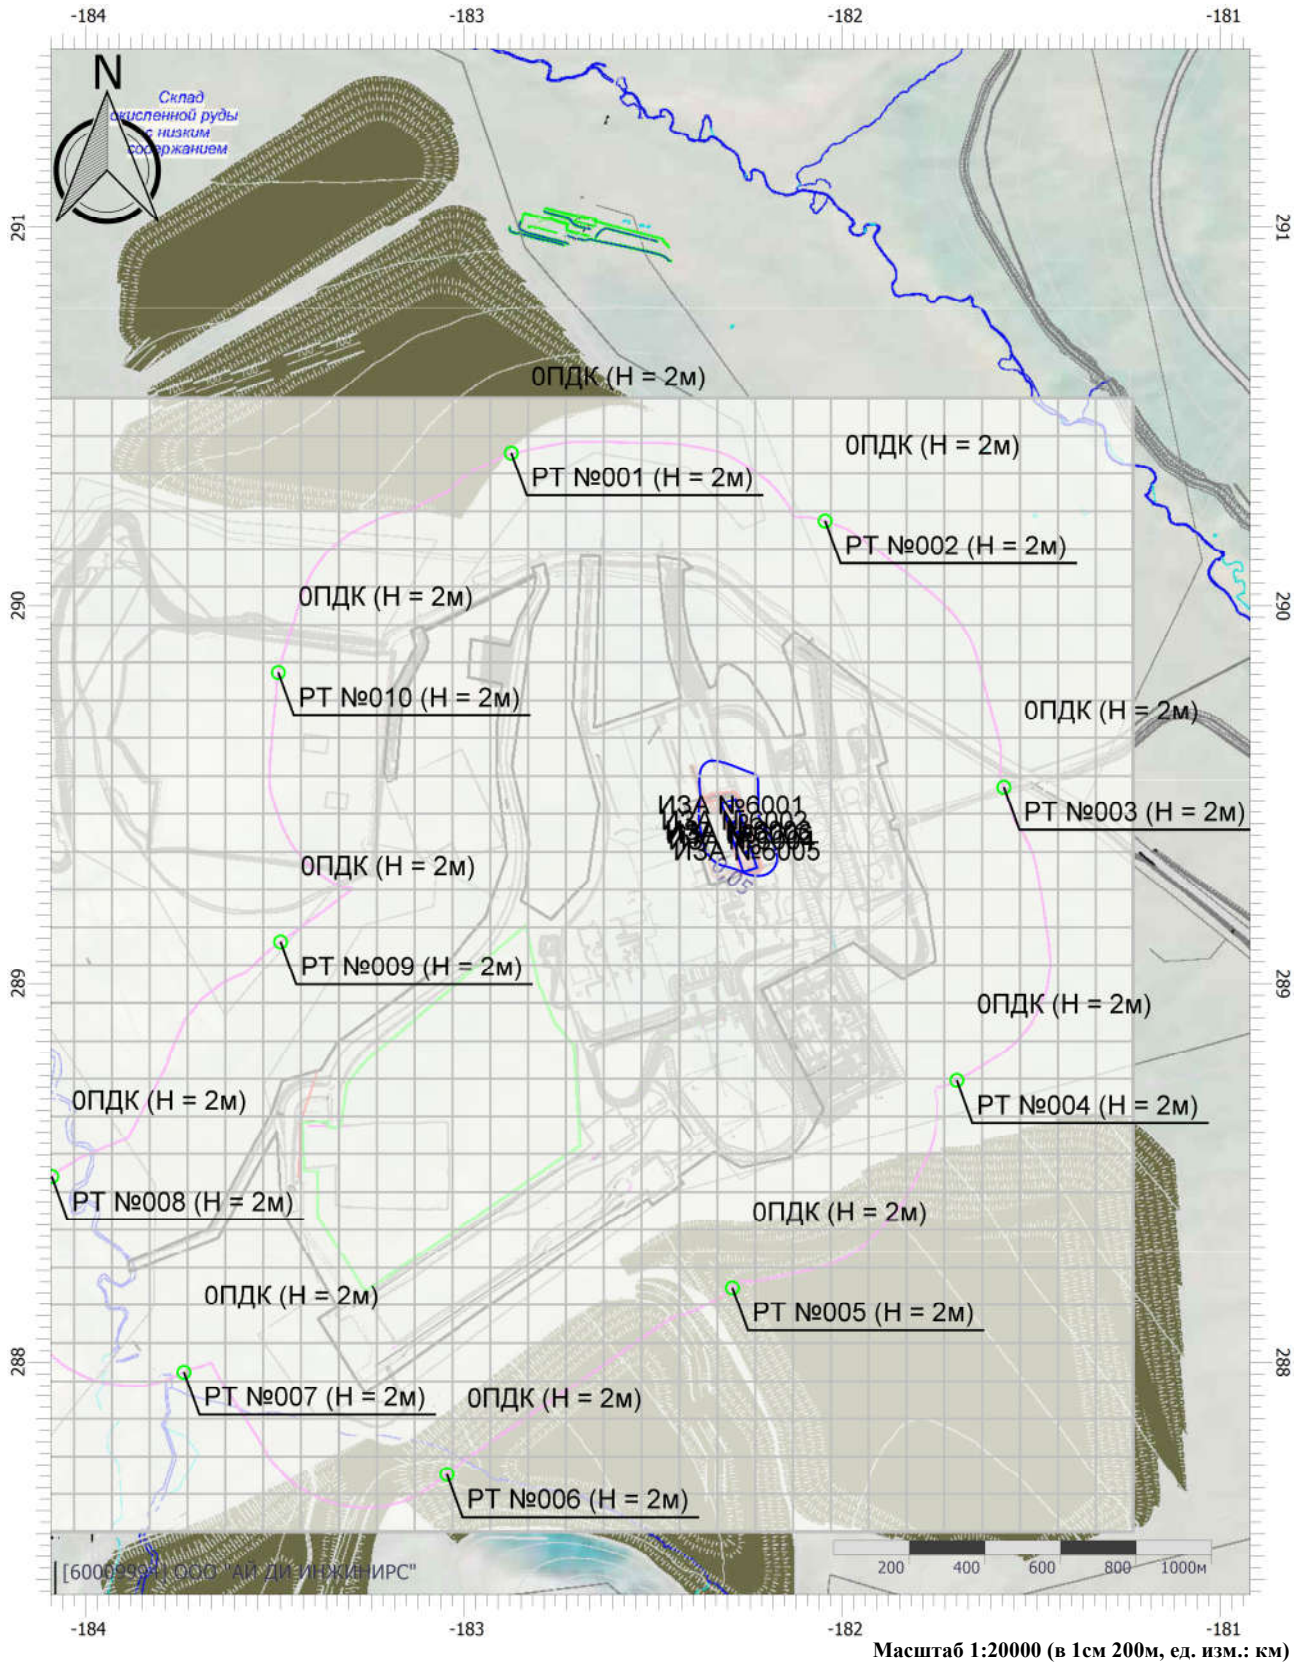 -184 -183 -182 -181
N
Склад
окисленной руды
с низким
содержанием
291 291
0ПДК (Н = 2м)
0ПДК (Н = 2м)
РТ №001 (Н = 2м)
РТ №002 (Н = 2м)
290 290
0ПДК (Н = 2м)
РТ №010 (Н = 2м)
0ПДК (Н = 2м)
ИЗА №6001
РТ №003 (Н = 2м)
ИЗА №6002
ИЗА №6005
0ПДК (Н = 2м)
0,05
РТ №009 (Н = 2м)
289 289
0ПДК (Н = 2м)
0ПДК (Н = 2м)
РТ №004 (Н = 2м)
РТ №008 (Н = 2м)
0ПДК (Н = 2м)
0ПДК (Н = 2м)
РТ №005 (Н = 2м)
288 288
РТ №007 (Н = 2м)
0ПДК (Н = 2м)
РТ №006 (Н = 2м)
ООО "АЙ ДИ ИНЖИНИРС"
200 400 600 800 1000м
-184 -183 -182 -181
Масштаб 1:20000 (в 1см 200м, ед. изм.: км)